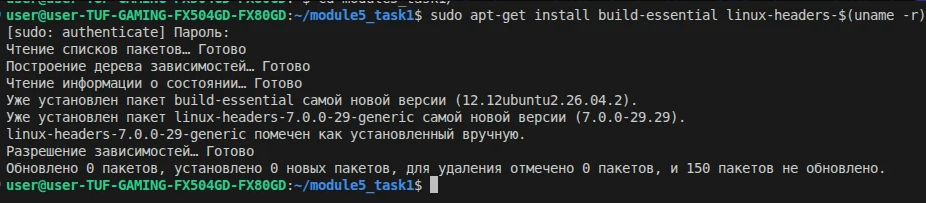 user@user-TUF-GAMING-FX504GD-FX80GD:~/module5_task1$ sudo apt-get install build-essential linux-headers-$(uname -r)
[sudo: authenticate] Пароль:
Чтение списков пакетов… Готово
Построение дерева зависимостей… Готово
Чтение информации о состоянии… Готово
Уже установлен пакет build-essential самой новой версии (12.12ubuntu2.26.04.2).
Уже установлен пакет linux-headers-7.0.0-29-generic самой новой версии (7.0.0-29.29).
linux-headers-7.0.0-29-generic помечен как установленный вручную.
Разрешение зависимостей… Готово
Обновлено 0 пакетов, установлено 0 новых пакетов, для удаления отмечено 0 пакетов, и 150 пакетов не обновлено.
user@user-TUF-GAMING-FX504GD-FX80GD:~/module5_task1$